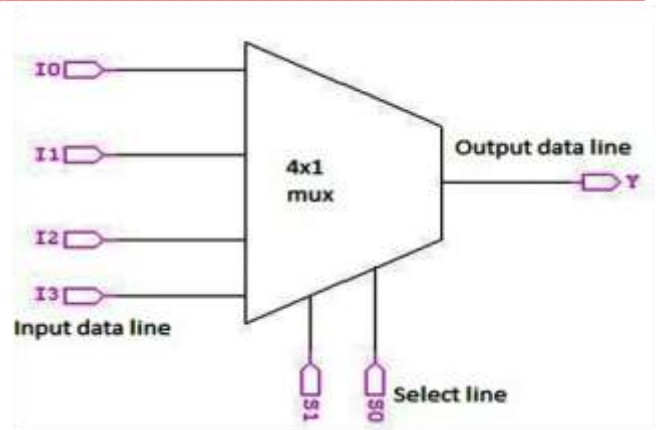 I0
I1
4x1
mux
Output data line
Y
I2
I3
Input data line
S1
S0
Select line